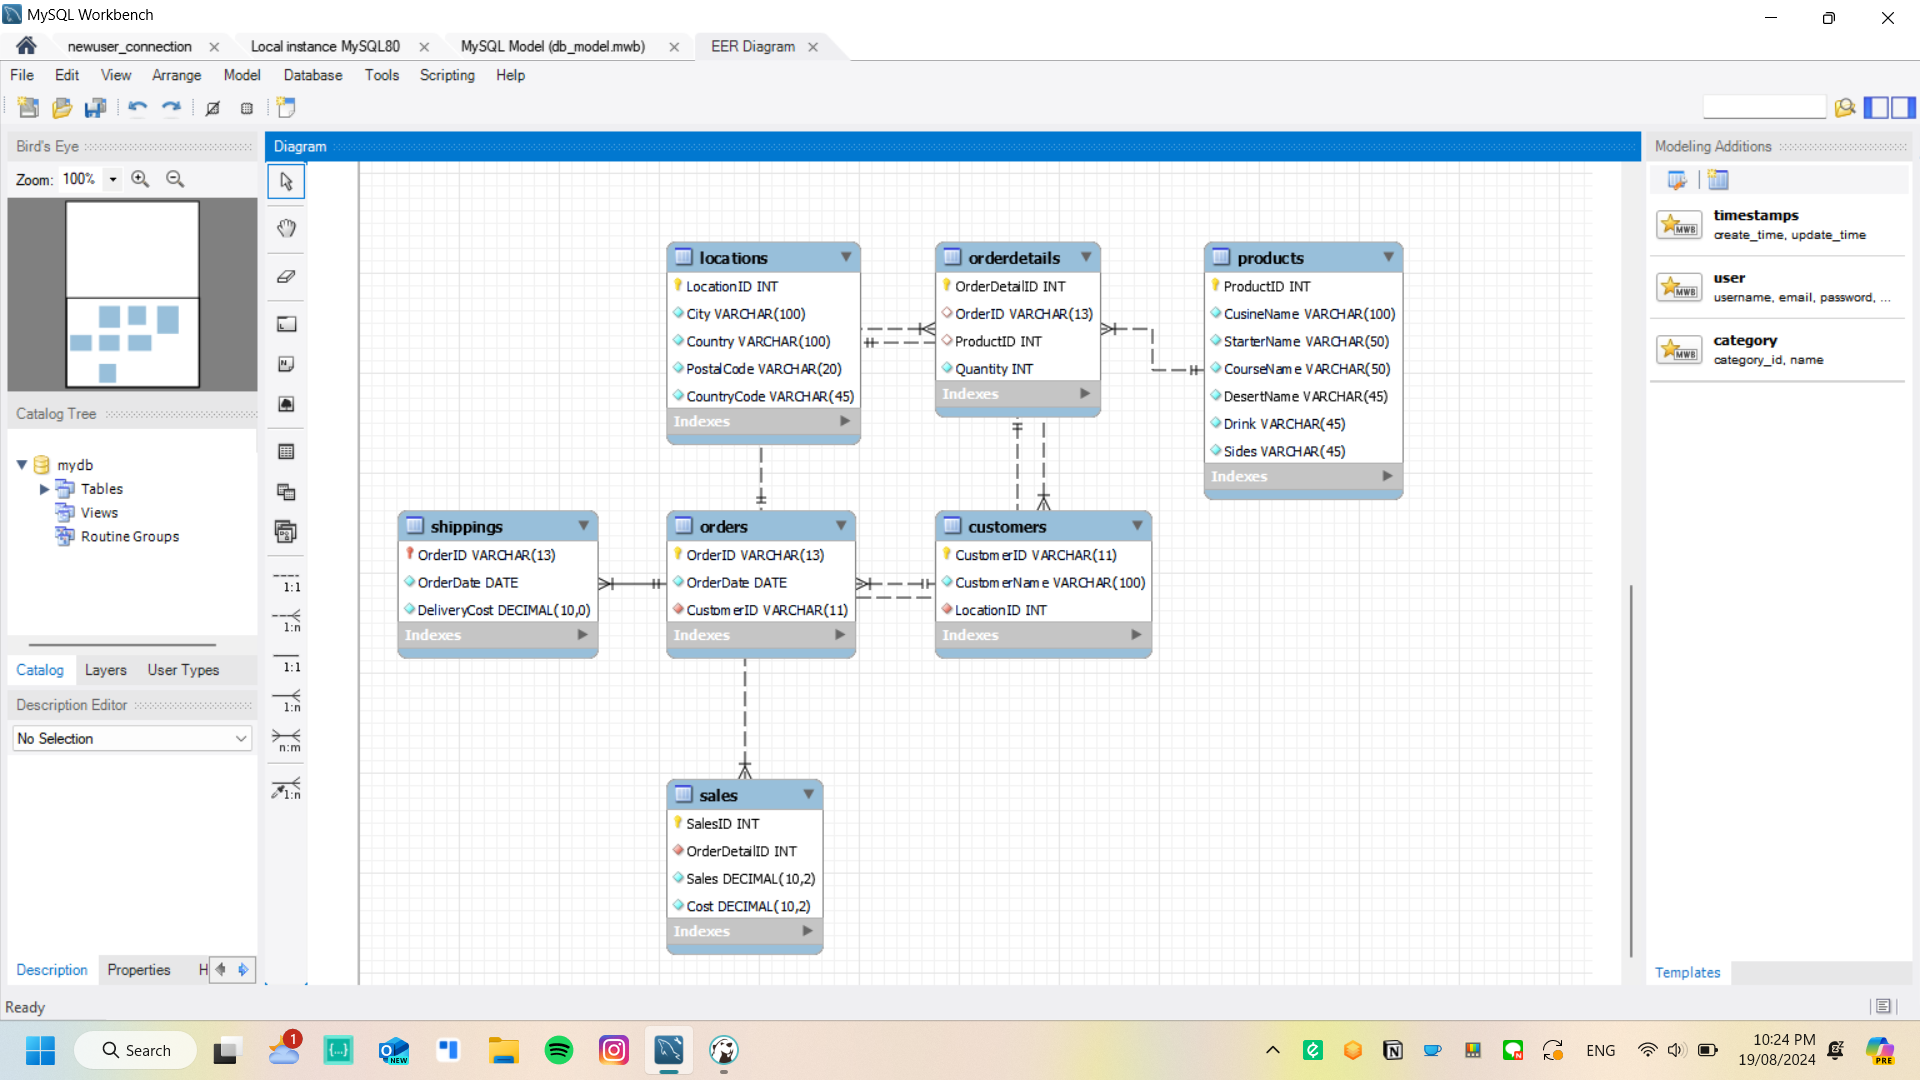 MySQL Workbench
newuser_connection
Local instance MySQL80
MySQL Model (db_model.mwb)
EER Diagram
File Edit View Arrange Model Database Tools Scripting Help
Bird's Eye
Zoom: 100%
Diagram
Modeling Additions
timestamps
create_time, update_time
user
username, email, password, ...
category
category_id, name
Templates
Catalog Tree
mydb
Tables
Views
Routine Groups
Catalog Layers User Types
Description Editor
No Selection
Description Properties H
1:1
1:n
1:1
1:n
n:m
1:n
locations
LocationID INT
City VARCHAR(100)
Country VARCHAR(100)
PostalCode VARCHAR(20)
CountryCode VARCHAR(45)
Indexes
orderdetails
OrderDetailID INT
OrderID VARCHAR(13)
ProductID INT
Quantity INT
Indexes
products
ProductID INT
CusineName VARCHAR(100)
StarterName VARCHAR(50)
CourseName VARCHAR(50)
DesertName VARCHAR(45)
Drink VARCHAR(45)
Sides VARCHAR(45)
Indexes
shippings
OrderID VARCHAR(13)
OrderDate DATE
DeliveryCost DECIMAL(10,0)
Indexes
orders
OrderID VARCHAR(13)
OrderDate DATE
CustomerID VARCHAR(11)
Indexes
customers
CustomerID VARCHAR(11)
CustomerName VARCHAR(100)
LocationID INT
Indexes
sales
SalesID INT
OrderDetailID INT
Sales DECIMAL(10,2)
Cost DECIMAL(10,2)
Indexes
Ready
Search
1
NEW
ENG
10:24 PM
19/08/2024
PRE